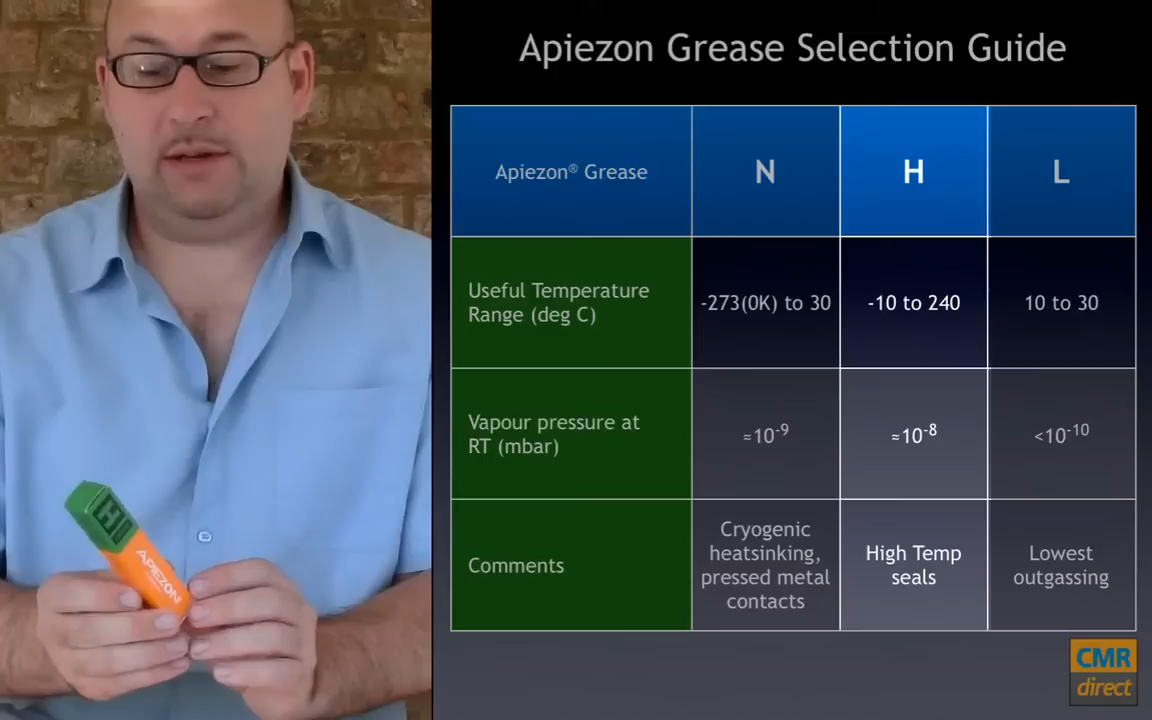 Apiezon Grease Selection Guide
Apiezon® Grease
N
H
L
Useful Temperature
Range (deg C)
-273(0K) to 30
-10 to 240
10 to 30
Vapour pressure at
RT (mbar)
≈10⁻⁹
≈10⁻⁸
<10⁻¹⁰
Comments
Cryogenic
heatsinking,
pressed metal
contacts
High Temp
seals
Lowest
outgassing
H
APIEZON
CMR
direct